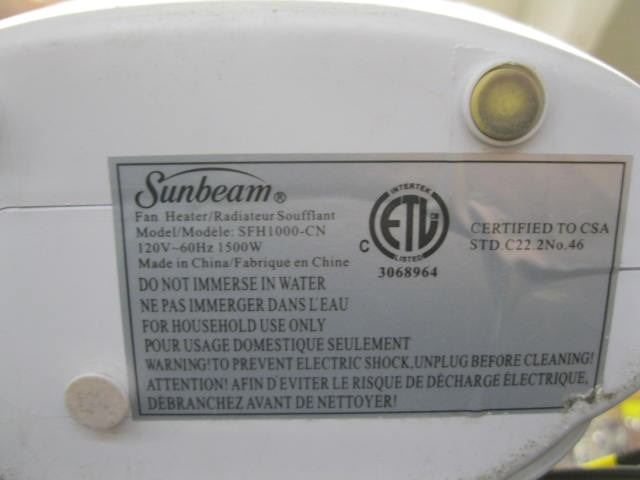 Sunbeam®
Fan Heater/Radiateur Soufflant
Model/Modèle: SFH1000-CN
120V~60Hz 1500W
Made in China/Fabrique en Chine
INTERTEK
C ETL CM
LISTED
3068964
CERTIFIED TO CSA
STD.C22.2No.46
DO NOT IMMERSE IN WATER
NE PAS IMMERGER DANS L'EAU
FOR HOUSEHOLD USE ONLY
POUR USAGE DOMESTIQUE SEULEMENT
WARNING!TO PREVENT ELECTRIC SHOCK,UNPLUG BEFORE CLEANING!
ATTENTION! AFIN D'EVITER LE RISQUE DE DÉCHARGE ÉLECTRIQUE,
DÉBRANCHEZ AVANT DE NETTOYER!